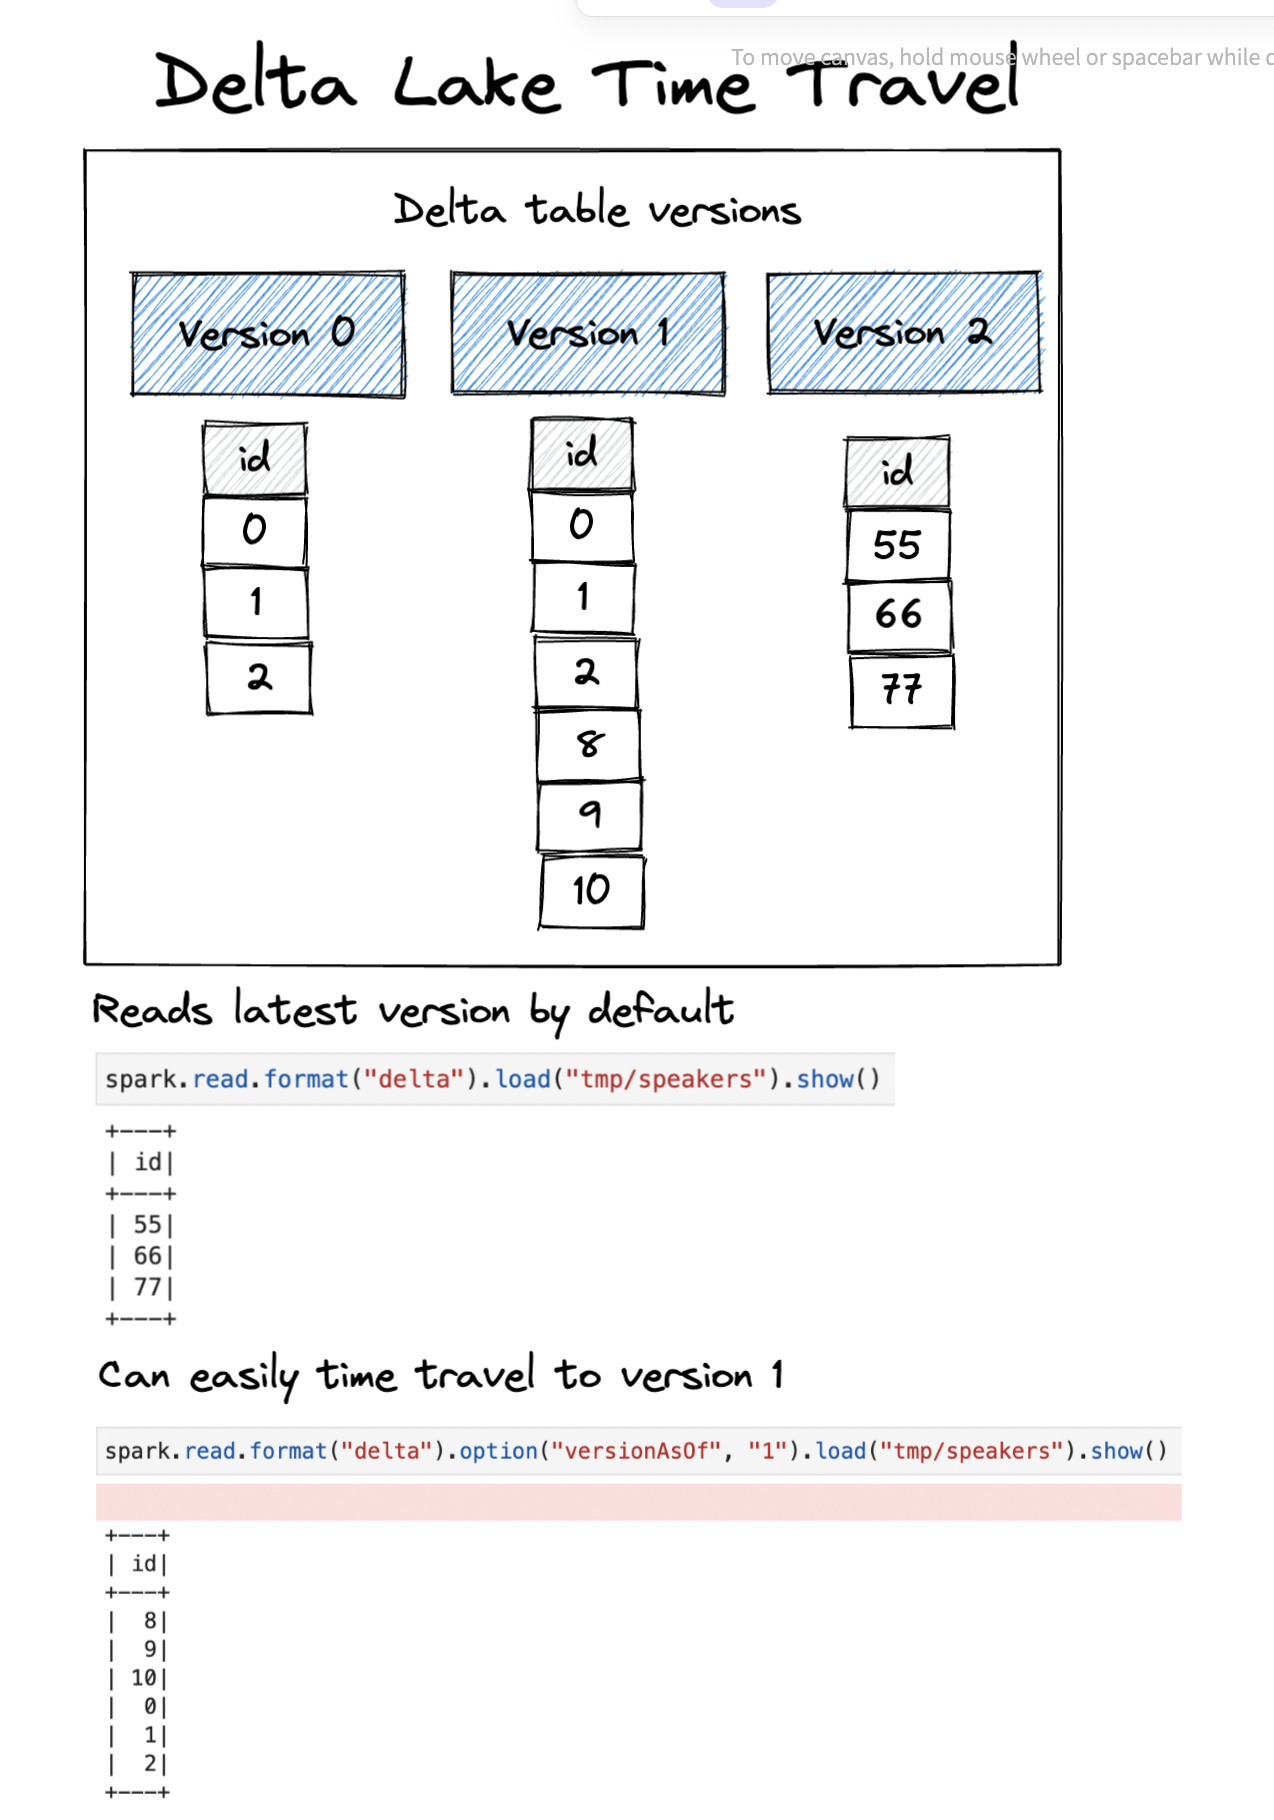 To move canvas, hold mouse wheel or spacebar while
Delta Lake Time Travel
Delta table versions
Version 0
Version 1
Version 2
id
0
1
2
id
0
1
2
8
9
10
id
55
66
77
Reads latest version by default
spark.read.format("delta").load("tmp/speakers").show()
+---+
| id|
+---+
| 55|
| 66|
| 77|
+---+
Can easily time travel to version 1
spark.read.format("delta").option("versionAsOf", "1").load("tmp/speakers").show()
+---+
| id|
+---+
|  8|
|  9|
| 10|
|  0|
|  1|
|  2|
+---+